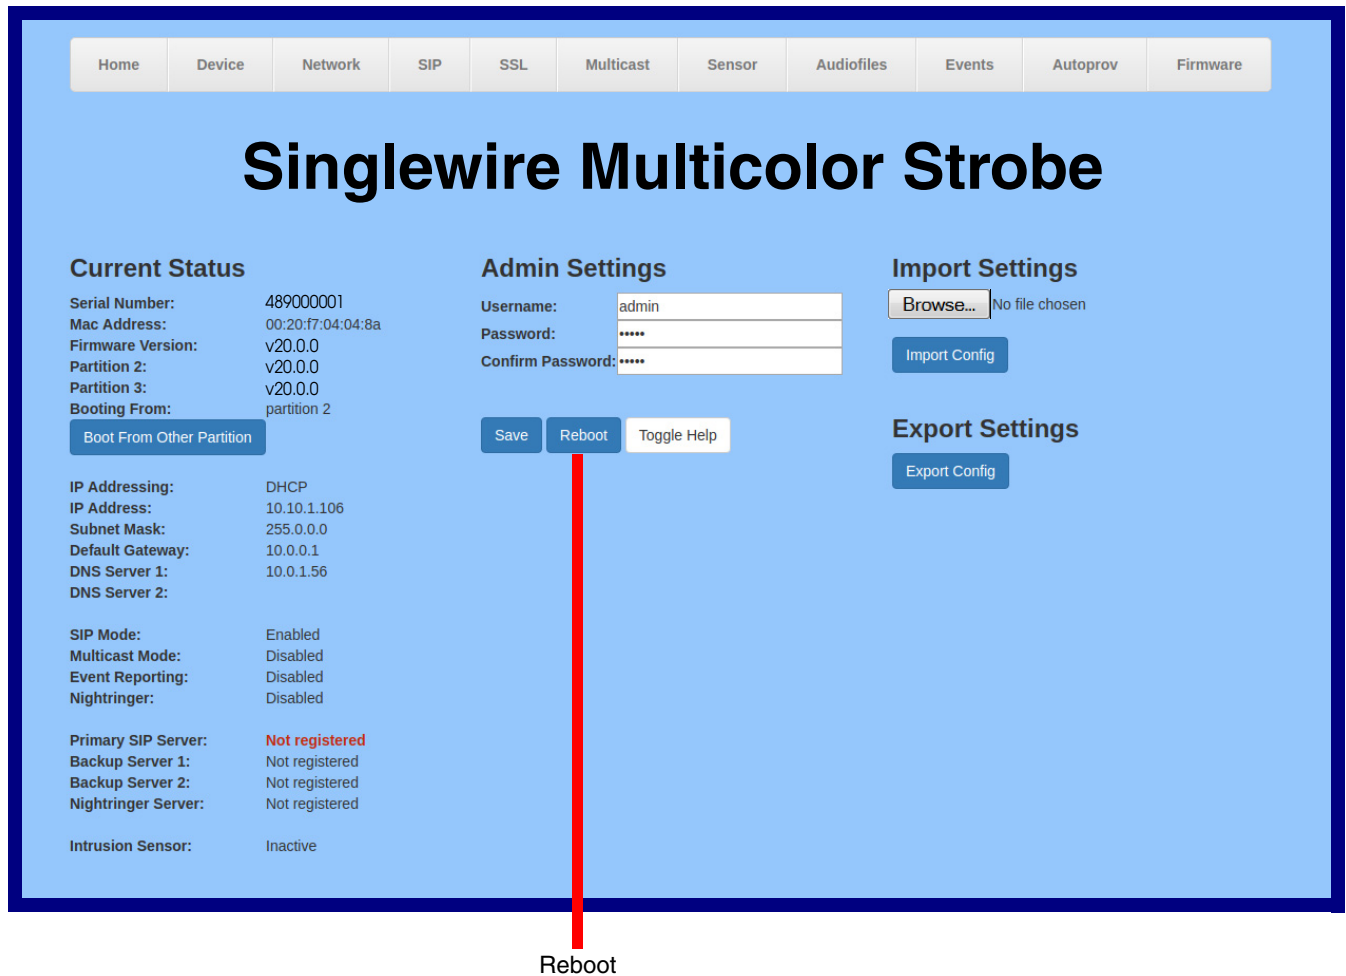 Home Device Network SIP SSL Multicast Sensor Audiofiles Events Autoprov Firmware
Singlewire Multicolor Strobe
Current Status
Serial Number: 489000001
Mac Address: 00:20:f7:04:04:8a
Firmware Version: v20.0.0
Partition 2: v20.0.0
Partition 3: v20.0.0
Booting From: partition 2
Boot From Other Partition
IP Addressing: DHCP
IP Address: 10.10.1.106
Subnet Mask: 255.0.0.0
Default Gateway: 10.0.0.1
DNS Server 1: 10.0.1.56
DNS Server 2:
SIP Mode: Enabled
Multicast Mode: Disabled
Event Reporting: Disabled
Nightringer: Disabled
Primary SIP Server: Not registered
Backup Server 1: Not registered
Backup Server 2: Not registered
Nightringer Server: Not registered
Intrusion Sensor: Inactive
Admin Settings
Username: admin
Password: •••••
Confirm Password: •••••
Save Reboot Toggle Help
Import Settings
Browse... No file chosen
Import Config
Export Settings
Export Config
Reboot